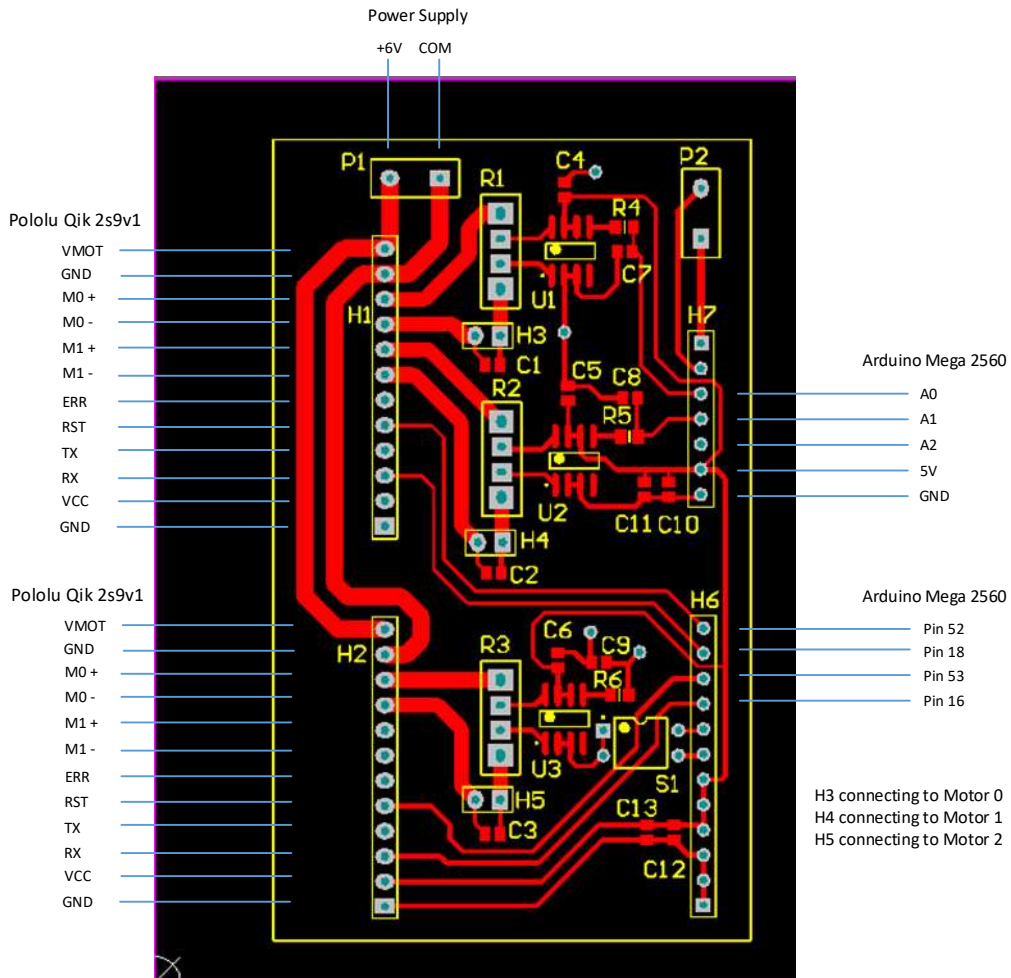 Power Supply
+6V COM
P1
R1
C4
P2
R4
Pololu Qik 2s9v1
VMOT
GND
M0 +
M0 -
M1 +
M1 -
ERR
RST
TX
RX
VCC
GND
H1
U1
C7
H3
C1
H7
R2
C5
C8
R5
U2
C11 C10
H4
C2
Arduino Mega 2560
A0
A1
A2
5V
GND
Pololu Qik 2s9v1
VMOT
GND
M0 +
M0 -
M1 +
M1 -
ERR
RST
TX
RX
VCC
GND
H2
R3
C6
C9
R6
H6
U3
S1
H5
C3
C13
C12
Arduino Mega 2560
Pin 52
Pin 18
Pin 53
Pin 16
H3 connecting to Motor 0
H4 connecting to Motor 1
H5 connecting to Motor 2